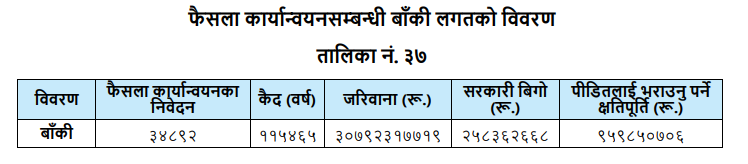 फैसला कार्यान्वयनसम्बन्धी बाँकी लगतको विवरण
तालिका नं. ३७
विवरण फैसला कार्यान्वयनका निवेदन कैद (वर्ष) जरिवाना (रू.) सरकारी बिगो (रू.) पीडितलाई भराउनु पर्ने क्षतिपूर्ति (रू.)
बाँकी ३४८९२ ११५४६५ ३०७९२३१७७१९ २५८३६२६६८ ९५९८५०७०६